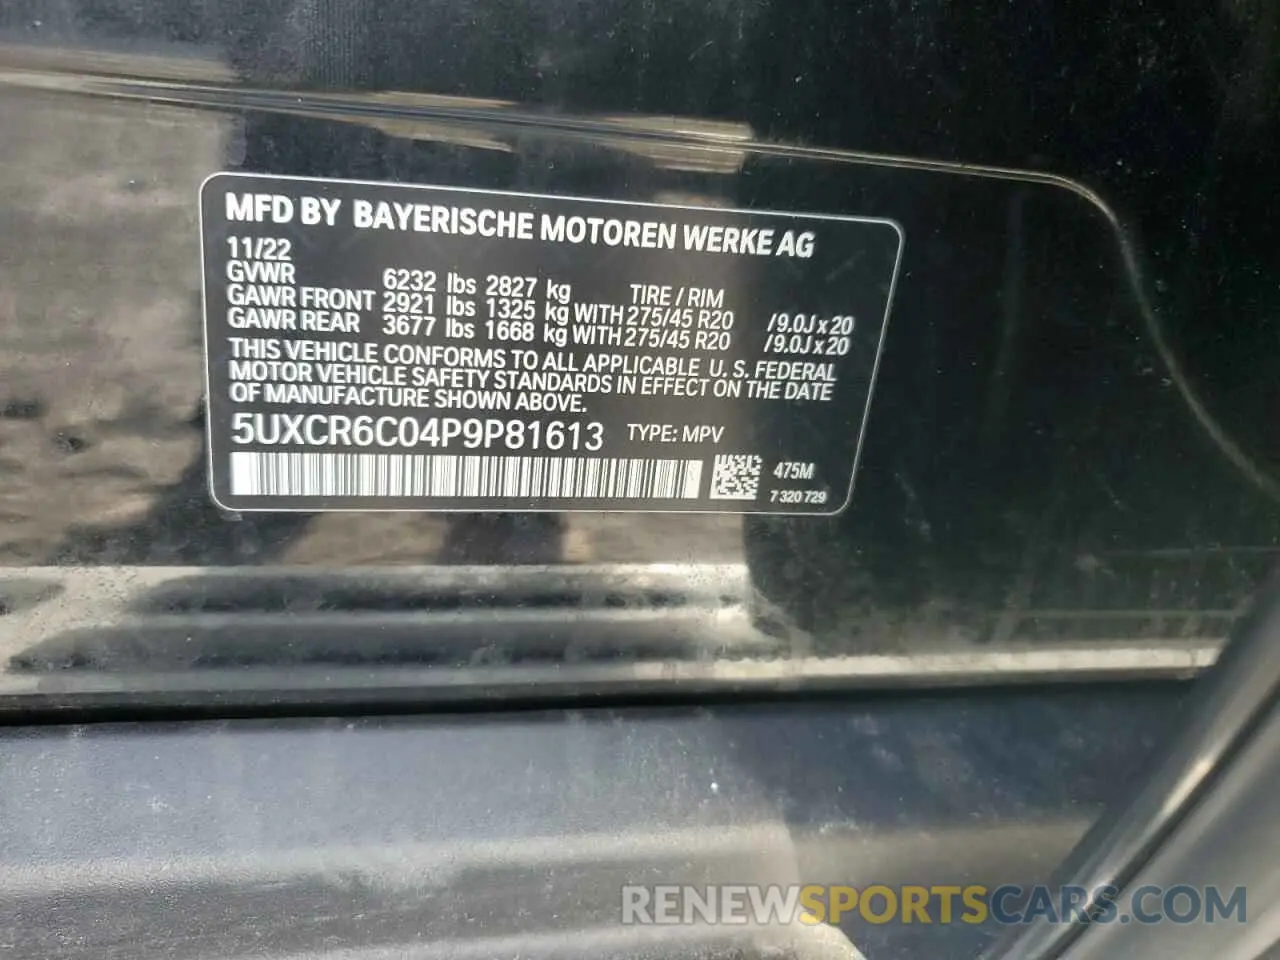 MFD BY BAYERISCHE MOTOREN WERKE AG
11/22
GVWR 6232 lbs 2827 kg TIRE / RIM
GAWR FRONT 2921 lbs 1325 kg WITH 275/45 R20 /9.0J x 20
GAWR REAR 3677 lbs 1668 kg WITH 275/45 R20 /9.0J x 20
THIS VEHICLE CONFORMS TO ALL APPLICABLE U. S. FEDERAL
MOTOR VEHICLE SAFETY STANDARDS IN EFFECT ON THE DATE
OF MANUFACTURE SHOWN ABOVE.
5UXCR6C04P9P81613 TYPE: MPV
475M
7 320 729
RENEWSPORTSCARS.COM